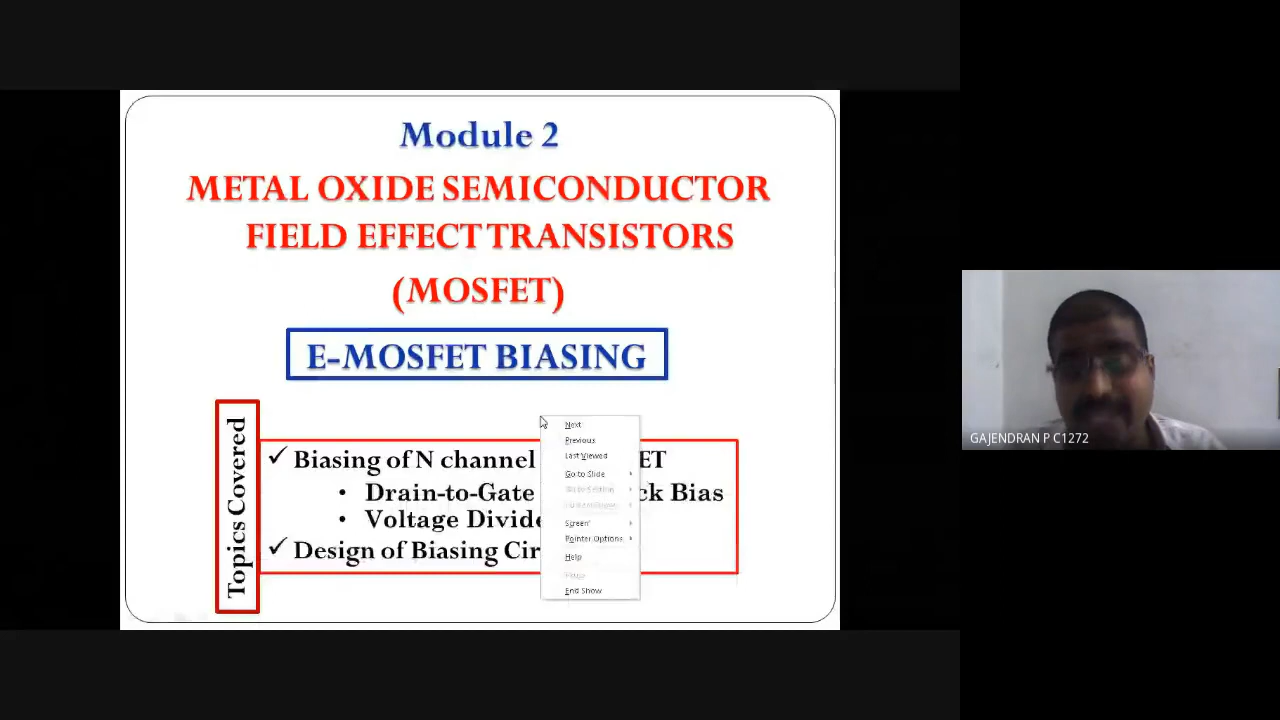 Module 2
METAL OXIDE SEMICONDUCTOR
FIELD EFFECT TRANSISTORS
(MOSFET)
E-MOSFET BIASING
Topics Covered
✓ Biasing of N channel ET
• Drain-to-Gate ck Bias
• Voltage Divide
✓ Design of Biasing Cir
Next
Previous
Last Viewed
Go to Slide
Screen
Pointer Options
Help
Pause
End Show
GAJENDRAN P C1272